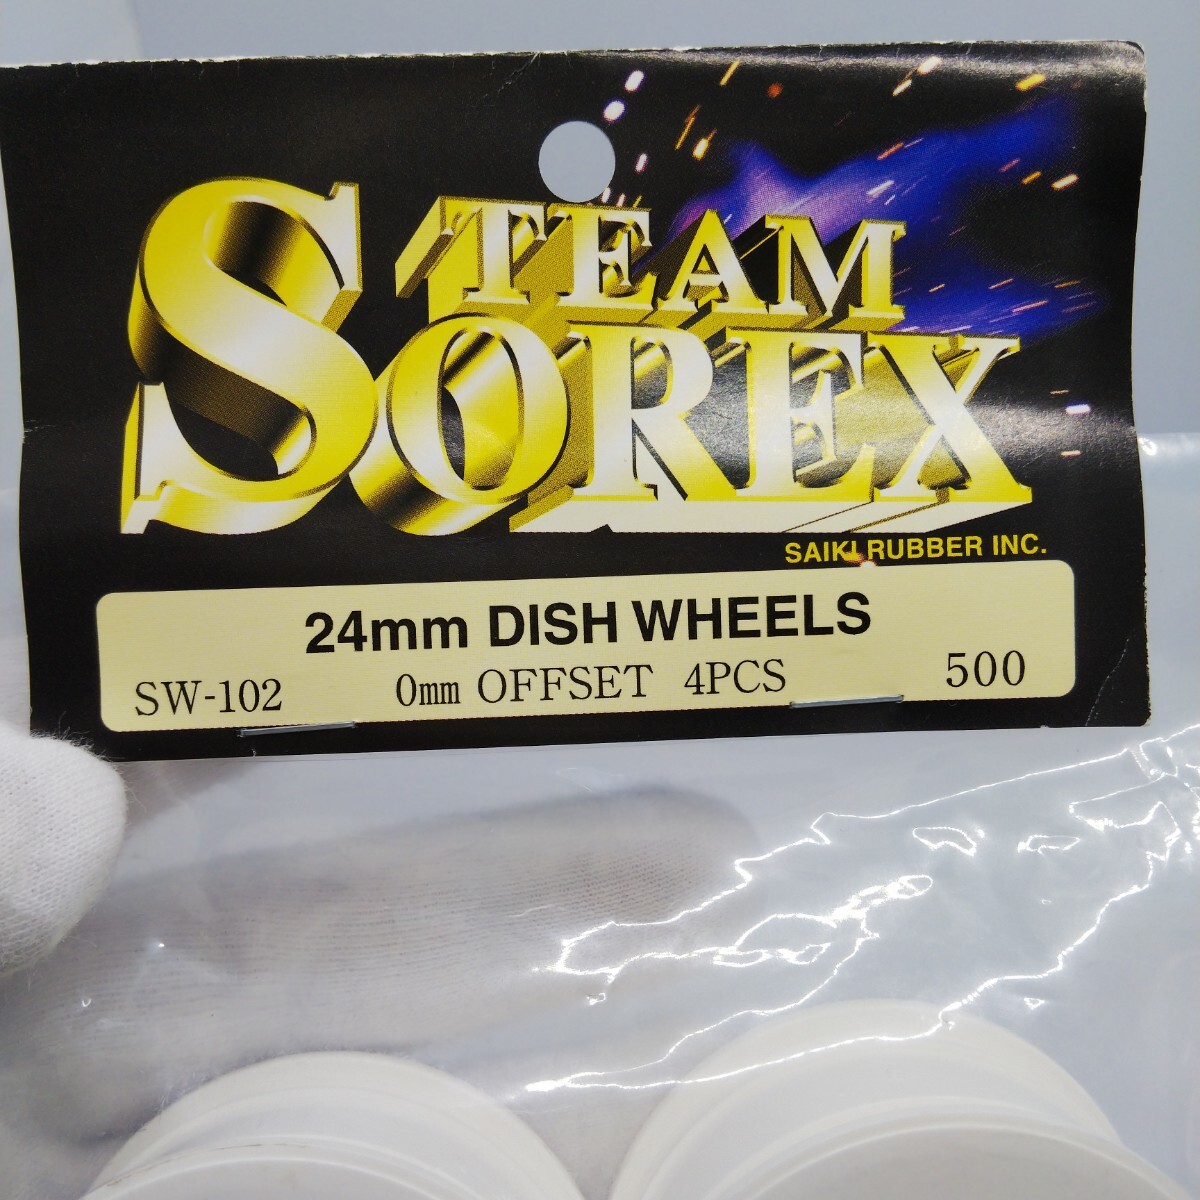 TEAM
SOREX
SAIKI RUBBER INC.
24mm DISH WHEELS
SW-102 0mm OFFSET 4PCS 500